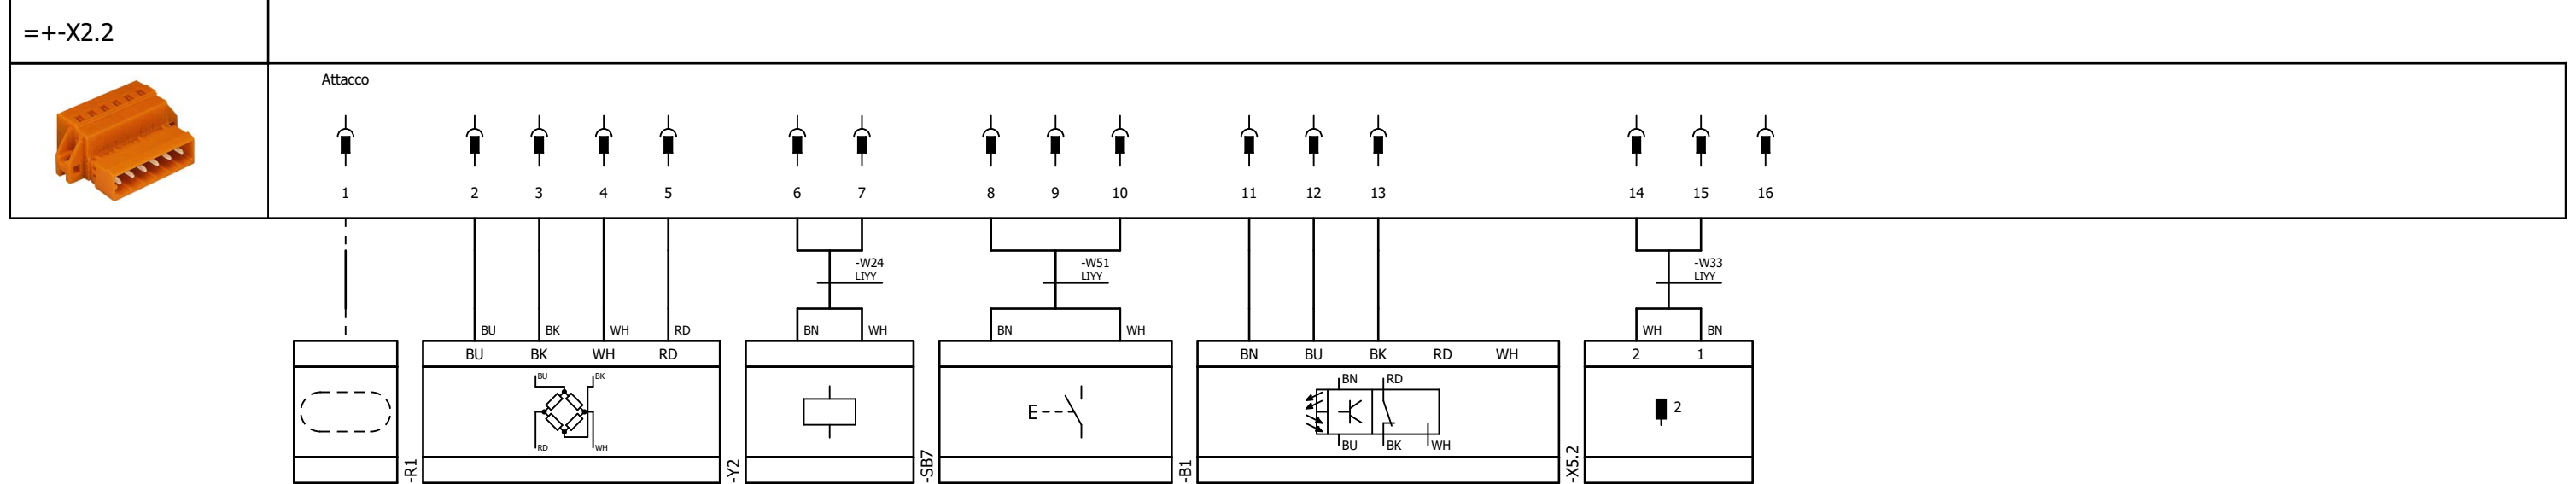 =+-X2.2
Attacco
1 2 3 4 5 6 7 8 9 10 11 12 13 14 15 16
-W24
LIYY
-W51
LIYY
-W33
LIYY
BU BK WH RD BN WH BN WH WH BN
BU BK WH RD BN BU BK RD WH 2 1
BU BK
RD WH
E
BN RD
BU BK WH
2
-R1
-Y2
-SB7
-B1
-X5.2